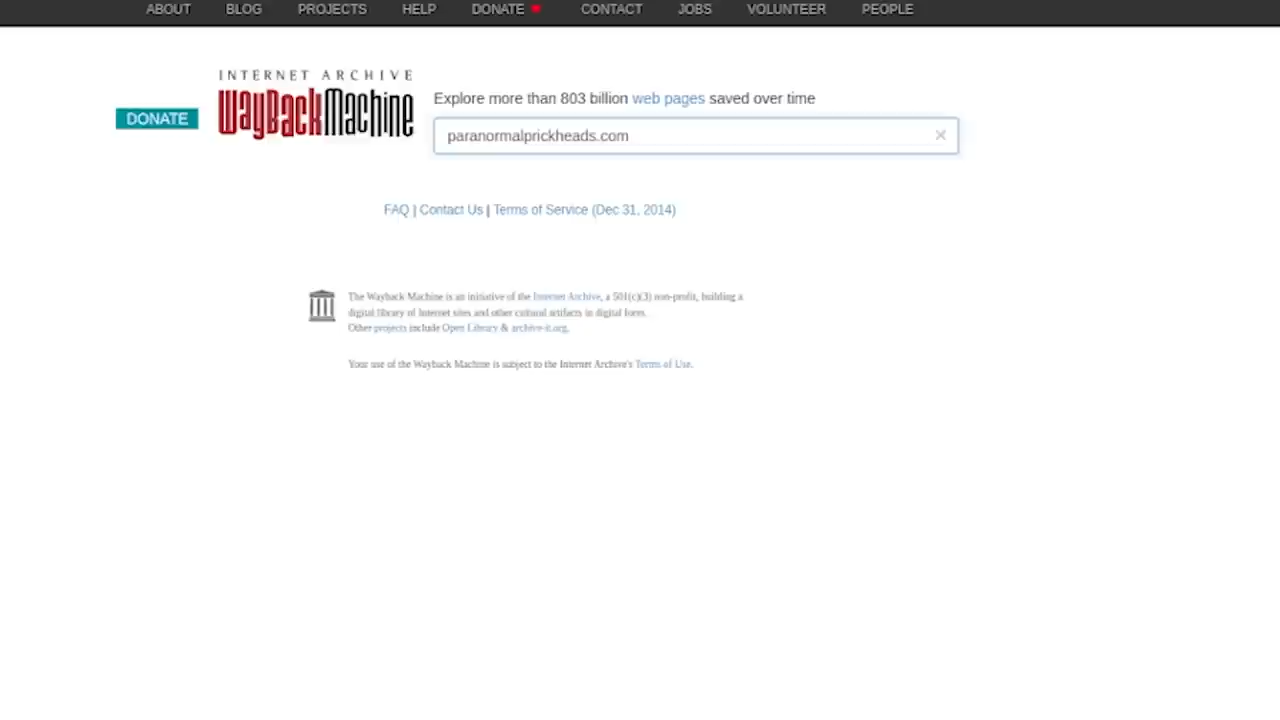 ABOUT BLOG PROJECTS HELP DONATE CONTACT JOBS VOLUNTEER PEOPLE
INTERNET ARCHIVE
WayBackMachine
DONATE
Explore more than 803 billion web pages saved over time
paranormalprickheads.com ×
FAQ | Contact Us | Terms of Service (Dec 31, 2014)
The Wayback Machine is an initiative of the Internet Archive, a 501(c)(3) non-profit, building a
digital library of Internet sites and other cultural artifacts in digital form.
Other projects include Open Library & archive-it.org.
Your use of the Wayback Machine is subject to the Internet Archive's Terms of Use.